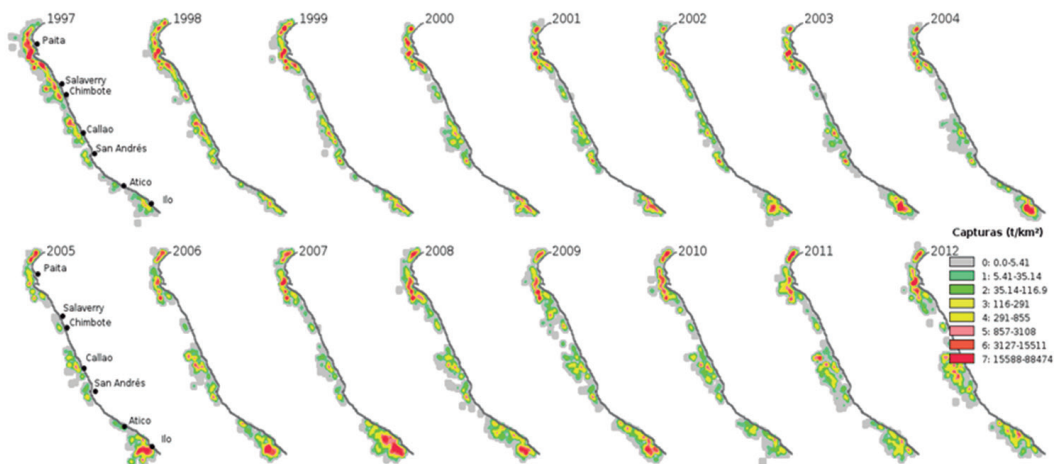 1997 1998 1999 2000 2001 2002 2003 2004
Paita
Salaverry
Chimbote
Callao
San Andrés
Atico
Ilo
2005 2006 2007 2008 2009 2010 2011 2012
Paita
Salaverry
Chimbote
Callao
San Andrés
Atico
Ilo
Capturas (t/km²)
0: 0.0-5.41
1: 5.41-35.14
2: 35.14-116.9
3: 116-291
4: 291-855
5: 857-3108
6: 3127-15511
7: 15588-88474